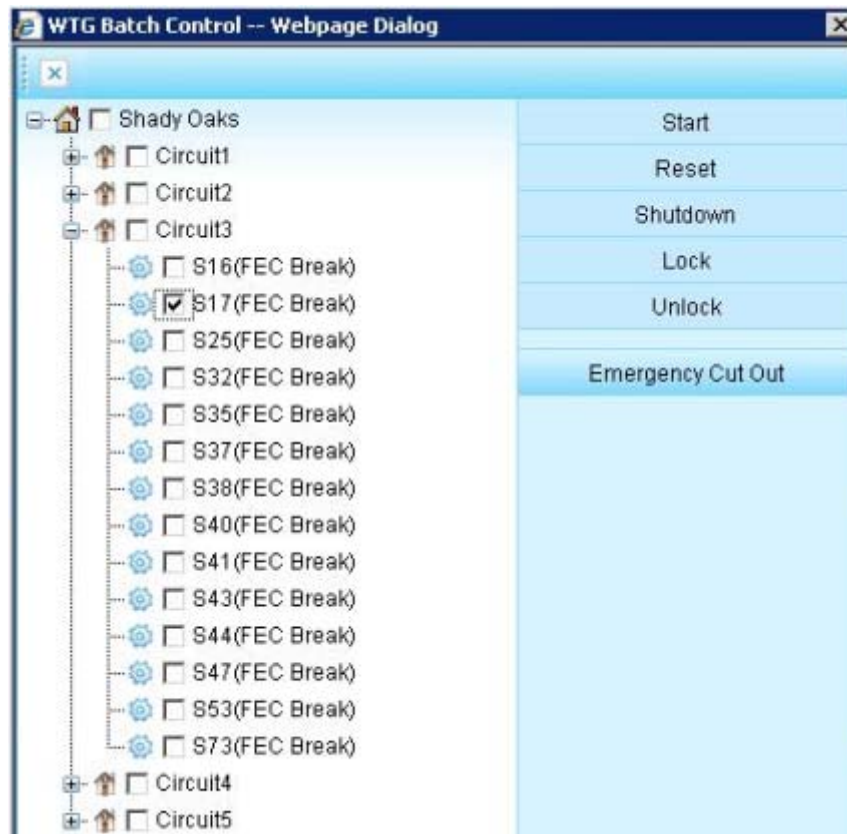 WTG Batch Control -- Webpage Dialog
Shady Oaks
Circuit1
Circuit2
Circuit3
S16(FEC Break)
S17(FEC Break)
S25(FEC Break)
S32(FEC Break)
S35(FEC Break)
S37(FEC Break)
S38(FEC Break)
S40(FEC Break)
S41(FEC Break)
S43(FEC Break)
S44(FEC Break)
S47(FEC Break)
S53(FEC Break)
S73(FEC Break)
Circuit4
Circuit5
Start
Reset
Shutdown
Lock
Unlock
Emergency Cut Out